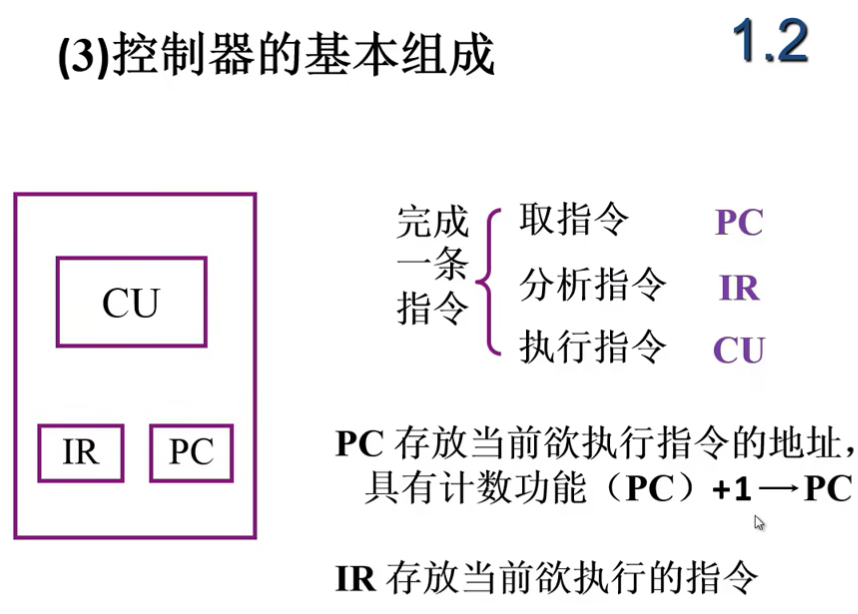 (3)控制器的基本组成
1.2
CU
IR
PC
完成
一条
指令
取指令 PC
分析指令 IR
执行指令 CU
PC 存放当前欲执行指令的地址，
具有计数功能（PC）+1→PC
IR 存放当前欲执行的指令